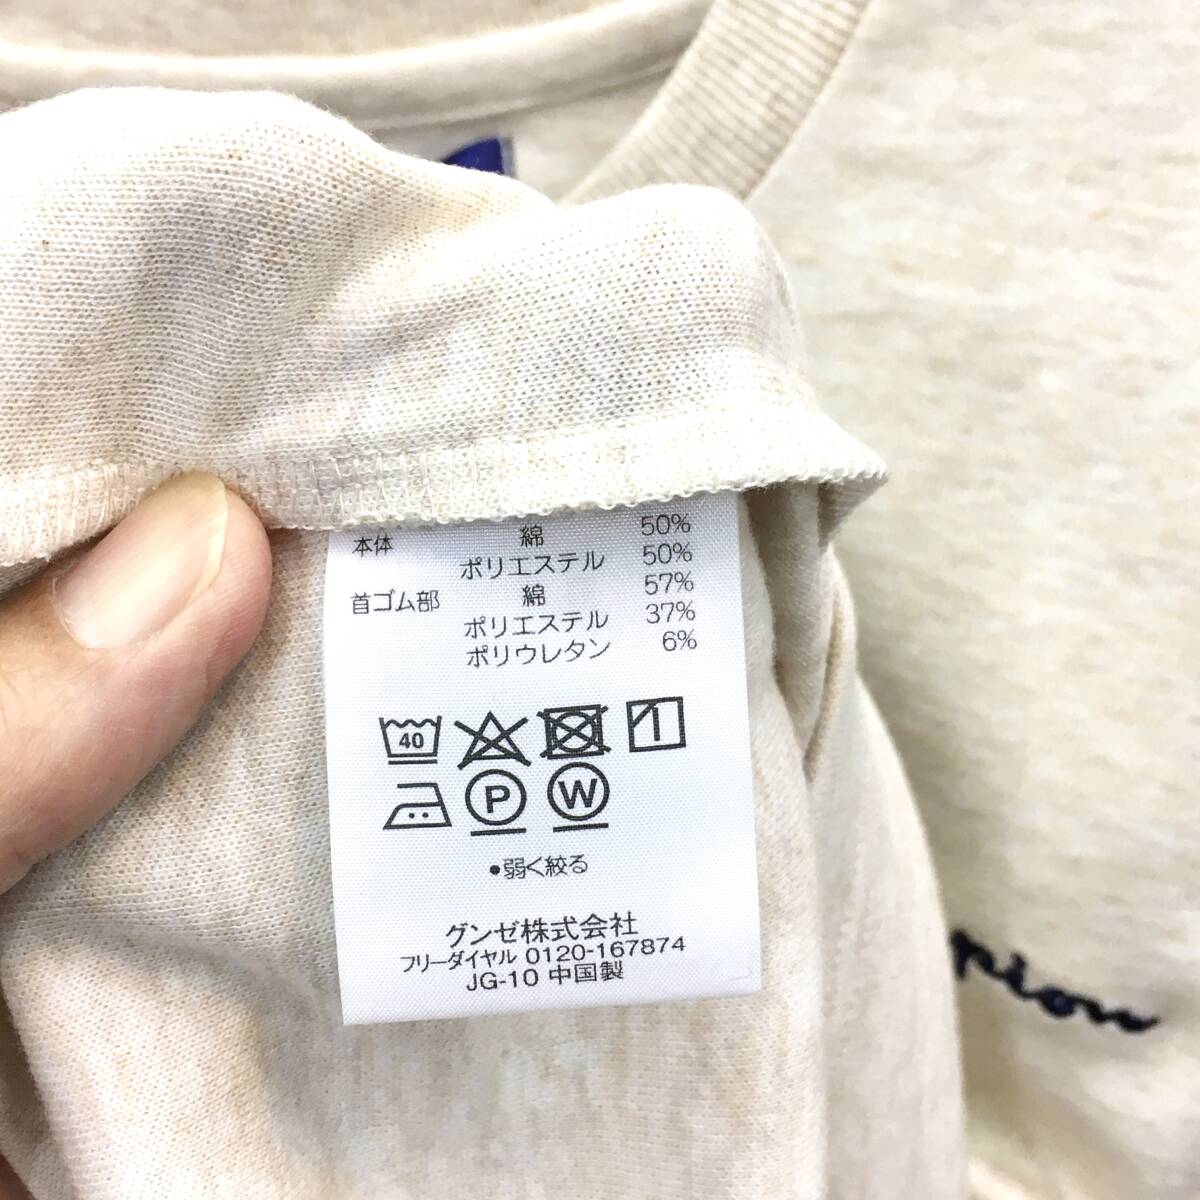 本体 綿 50%
ポリエステル 50%
首ゴム部 綿 57%
ポリエステル 37%
ポリウレタン 6%
40
P W
•弱く絞る
グンゼ株式会社
フリーダイヤル 0120-167874
JG-10 中国製
pion